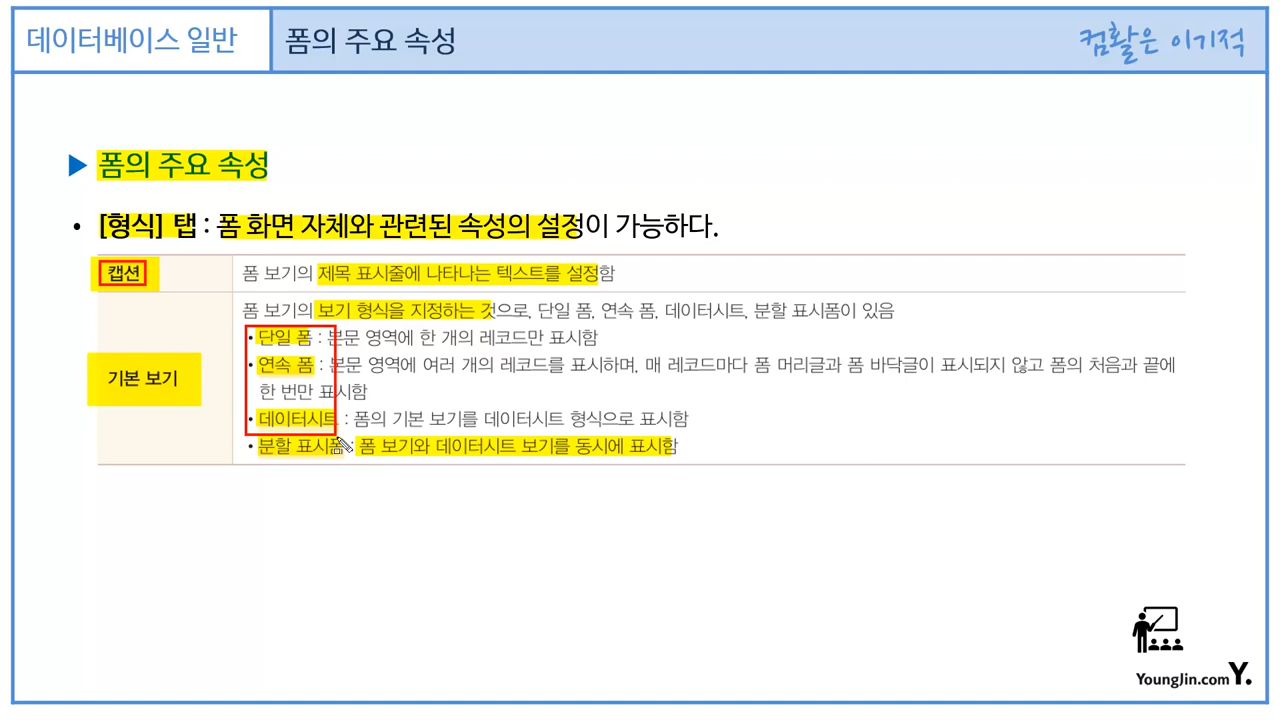 데이터베이스 일반
폼의 주요 속성
컴활은 이기적
▶ 폼의 주요 속성
• [형식] 탭 : 폼 화면 자체와 관련된 속성의 설정이 가능하다.
캡션
폼 보기의 제목 표시줄에 나타나는 텍스트를 설정함
기본 보기
폼 보기의 보기 형식을 지정하는 것으로, 단일 폼, 연속 폼, 데이터시트, 분할 표시폼이 있음
• 단일 폼 : 본문 영역에 한 개의 레코드만 표시함
• 연속 폼 : 본문 영역에 여러 개의 레코드를 표시하며, 매 레코드마다 폼 머리글과 폼 바닥글이 표시되지 않고 폼의 처음과 끝에
한 번만 표시함
• 데이터시트 : 폼의 기본 보기를 데이터시트 형식으로 표시함
• 분할 표시폼 : 폼 보기와 데이터시트 보기를 동시에 표시함
YoungJin.com Y.